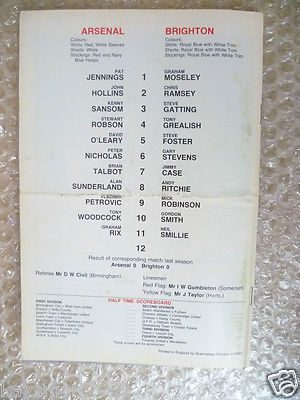 ARSENAL
Colours:
Shirts: Red, White Sleeves
Shorts: White
Stockings: Red and Navy
Blue Hoops
BRIGHTON
Colours:
Shirts: Royal Blue with White Trim
Shorts: Royal Blue with White Trim
Stockings: Royal Blue with White Trim
PAT JENNINGS 1 GRAHAM MOSELEY
JOHN HOLLINS 2 CHRIS RAMSEY
KENNY SANSOM 3 STEVE GATTING
STEWART ROBSON 4 TONY GREALISH
DAVID O'LEARY 5 STEVE FOSTER
PETER NICHOLAS 6 GARY STEVENS
BRIAN TALBOT 7 JIMMY CASE
ALAN SUNDERLAND 8 ANDY RITCHIE
VLADIMIR PETROVIC 9 MICK ROBINSON
TONY WOODCOCK 10 GORDON SMITH
GRAHAM RIX 11 NEIL SMILLIE
12
Result of corresponding match last season
Arsenal 0 Brighton 0
Referee Mr D W Civil (Birmingham)
Linesmen
Red Flag: Mr I W Gumbleton (Somerset)
Yellow Flag: Mr J Taylor (Herts.)
HALF TIME SCOREBOARD
FIRST DIVISION
SECOND DIVISION
FOURTH DIVISION